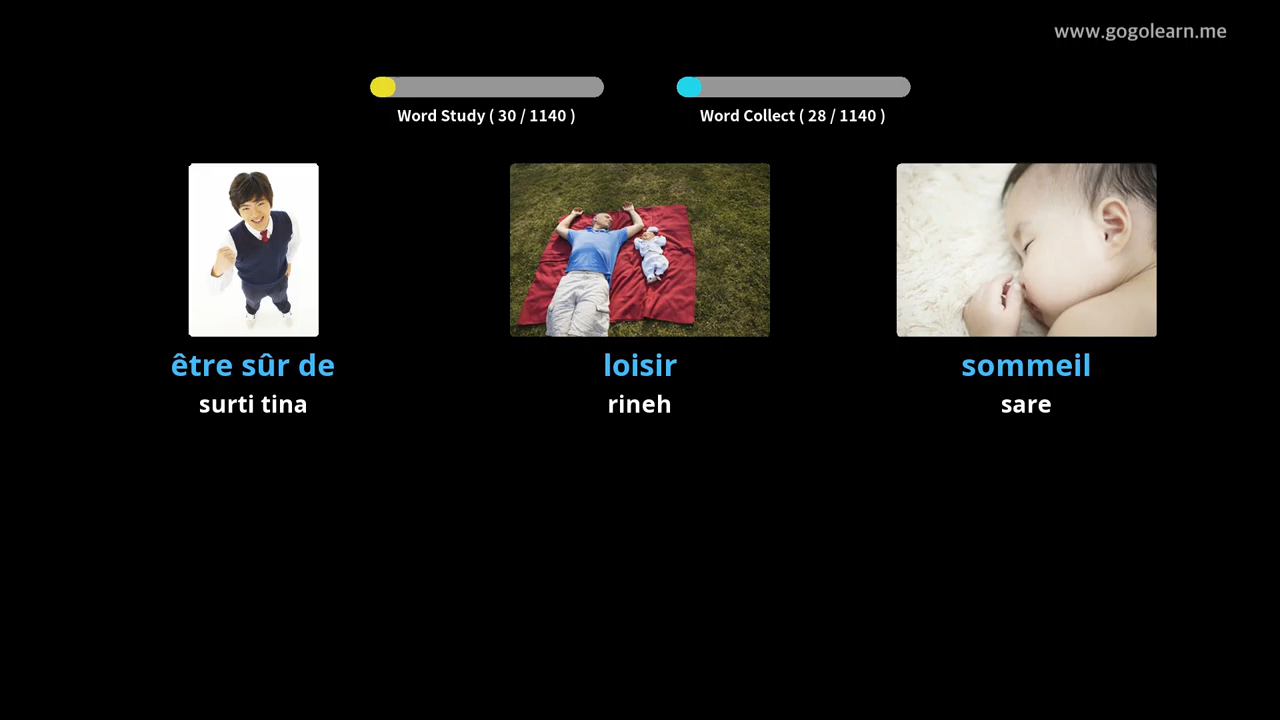 www.gogolearn.me
Word Study ( 30 / 1140 )
Word Collect ( 28 / 1140 )
être sûr de
surti tina
loisir
rineh
sommeil
sare